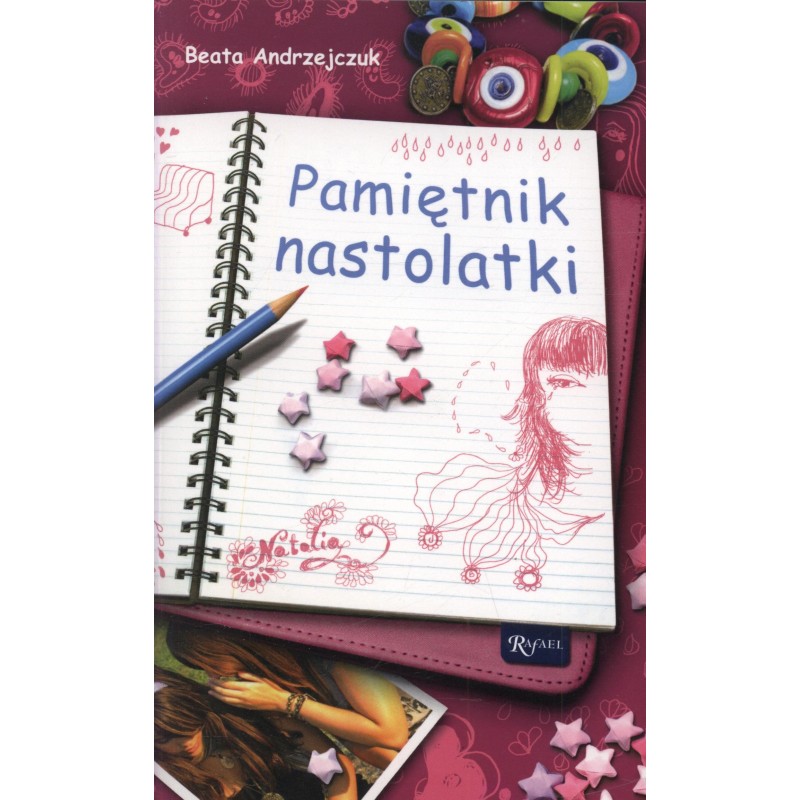 Beata Andrzejczuk
Pamiętnik
nastolatki
Natalia
RAFAEL